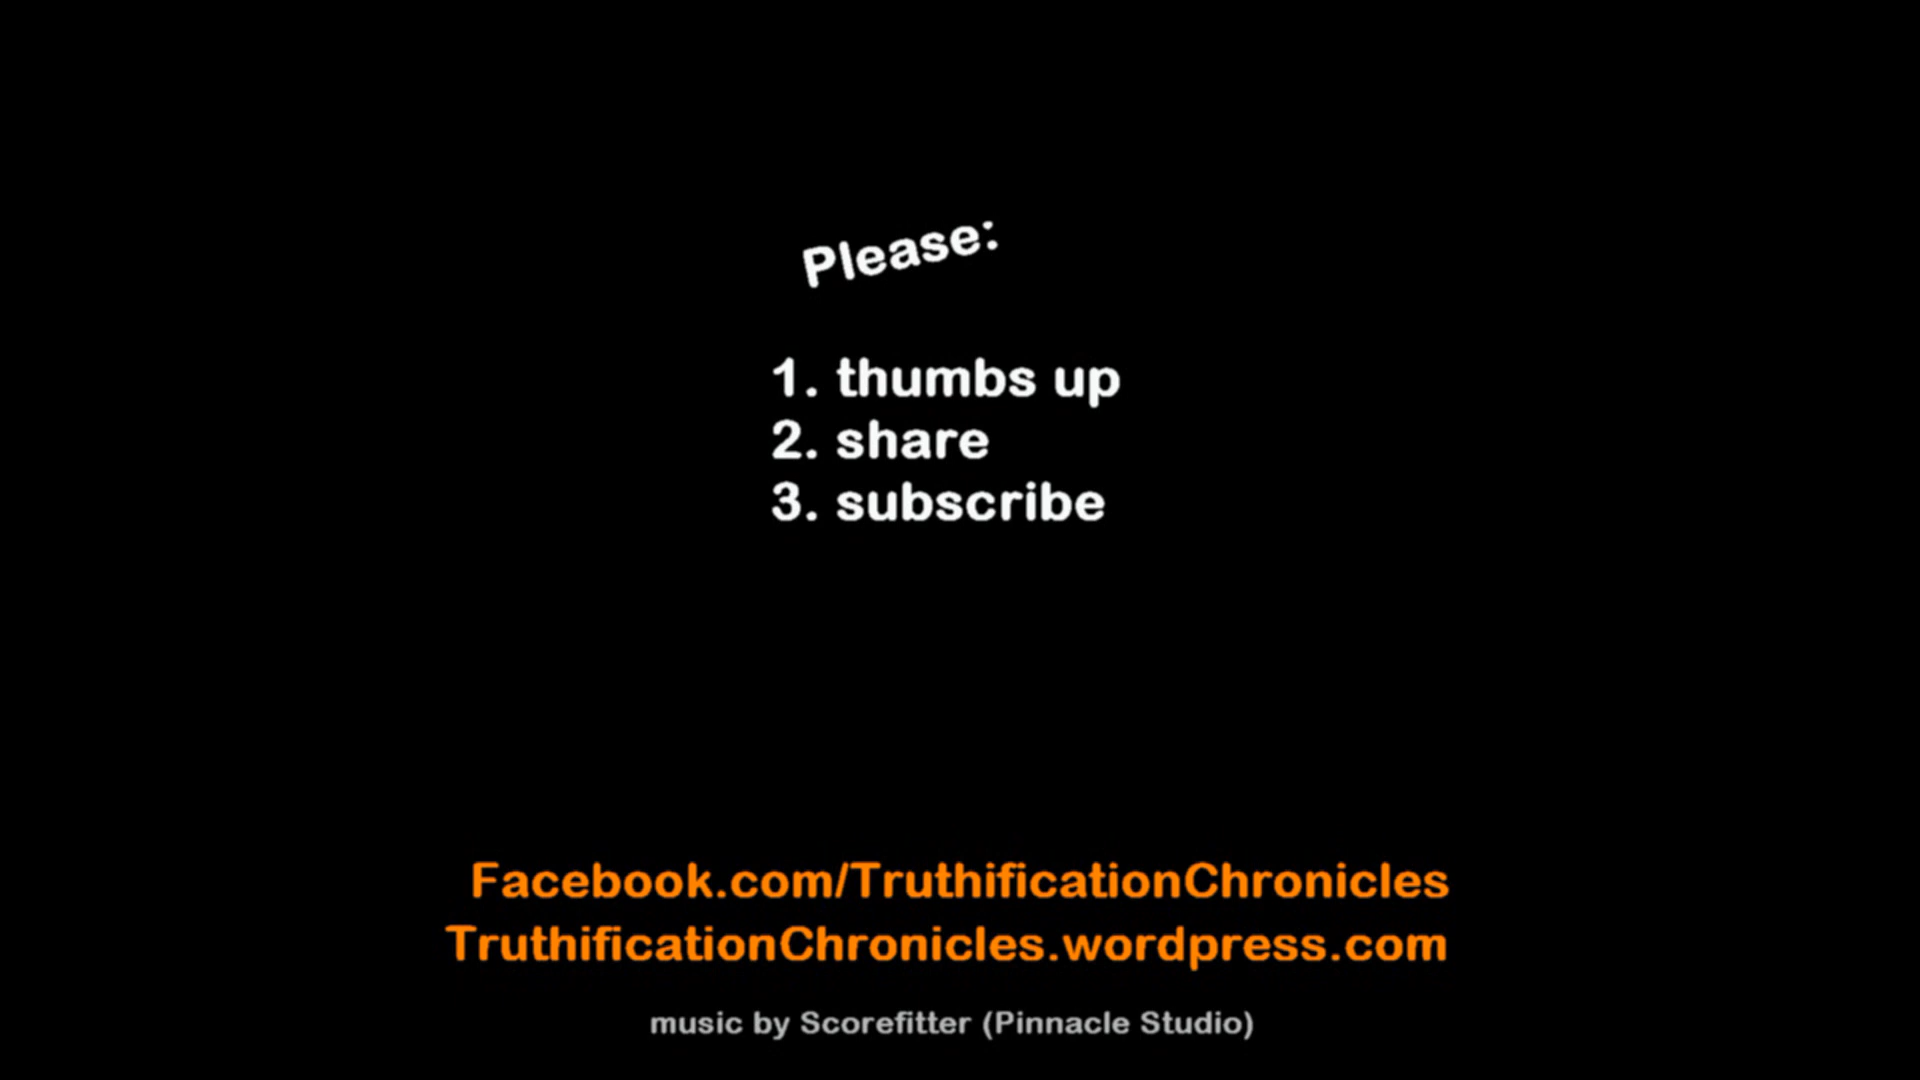 Please:
1. thumbs up
2. share
3. subscribe
Facebook.com/TruthificationChronicles
TruthificationChronicles.wordpress.com
music by Scorefitter (Pinnacle Studio)